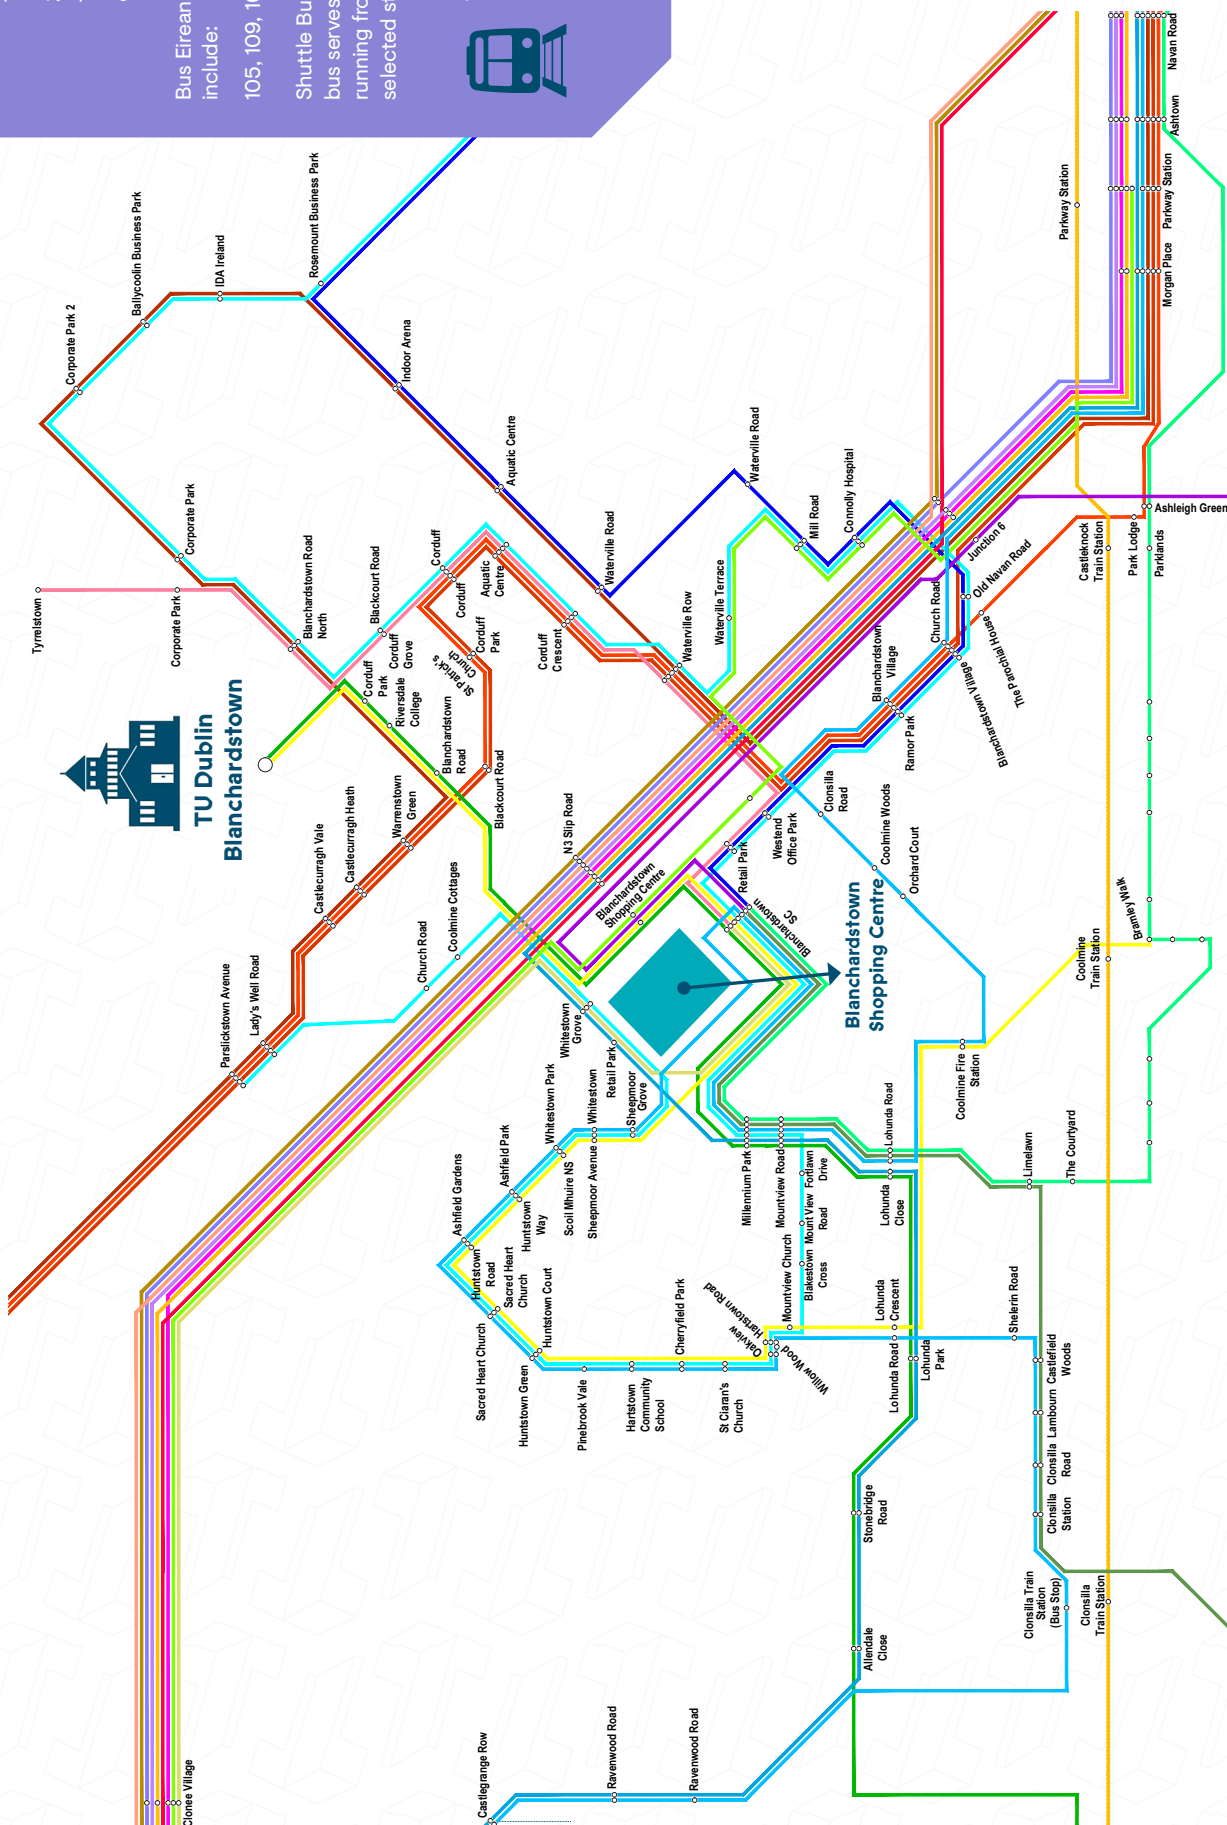 Bus Eirean
include:
105, 109, 10
Shuttle Bu
bus serves
running fro
selected st
TU Dublin
Blanchardstown
Blanchardstown
Shopping Centre
Tyrrelstown
Corporate Park
Corporate Park 2
Ballycoolin Business Park
IDA Ireland
Rosemount Business Park
Indoor Arena
Aquatic Centre
Waterville Road
Corporate Park
Blanchardstown Road
North
Blackcourt Road
Corduff
Corduff
Park
Corduff
Grove
Riversdale
College
Blanchardstown
Road
Corduff
Aquatic
Centre
St Patrick's
Church
Corduff
Park
Corduff
Crescent
Waterville Row
Waterville Terrace
Waterville Road
Mill Road
Connolly Hospital
Blackcourt Road
Warrenstown
Green
Castlecurragh Heath
Castlecurragh Vale
Coolmine Cottages
Church Road
Lady's Well Road
Parslickstown Avenue
N3 Slip Road
Blanchardstown
Shopping Centre
Retail Park
Blanchardstown
SC
Westend
Office Park
Clonsilla
Road
Coolmine Woods
Orchard Court
Ramor Park
Blanchardstown
Village
Church Road
Blanchardstown Village
The Parochial House
Old Navan Road
Junction 6
Castleknock
Train Station
Park Lodge
Parklands
Ashleigh Green
Morgan Place
Parkway Station
Parkway Station
Ashtown
Navan Road
Whitestown
Grove
Retail Park
Sheepmoor
Grove
Whitestown
Whitestown Park
Ashfield Park
Ashfield Gardens
Sheepmoor Avenue
Scoil Mhuire NS
Huntstown
Way
Huntstown
Road
Sacred Heart
Church
Sacred Heart Church
Huntstown Court
Huntstown Green
Pinebrook Vale
Hartstown
Community
School
Cherryfield Park
St Ciaran's
Church
Oakview
Hartstown Road
Willow Wood
Mountview Church
Blakestown
Cross
Mount View
Road
Fortlawn
Drive
Mountview Road
Millennium Park
Lohunda Road
Lohunda
Close
Lohunda
Crescent
Lohunda Road
Lohunda
Park
Coolmine Fire
Station
Coolmine
Train Station
Bramley Walk
Limelawn
The Courtyard
Shelerin Road
Castlefield
Woods
Lambourn
Clonsilla
Road
Clonsilla
Station
Clonsilla Train
Station
(Bus Stop)
Clonsilla
Train Station
Stonebridge
Road
Allendale
Close
Ravenwood Road
Ravenwood Road
Castlegrange Row
Clonee Village